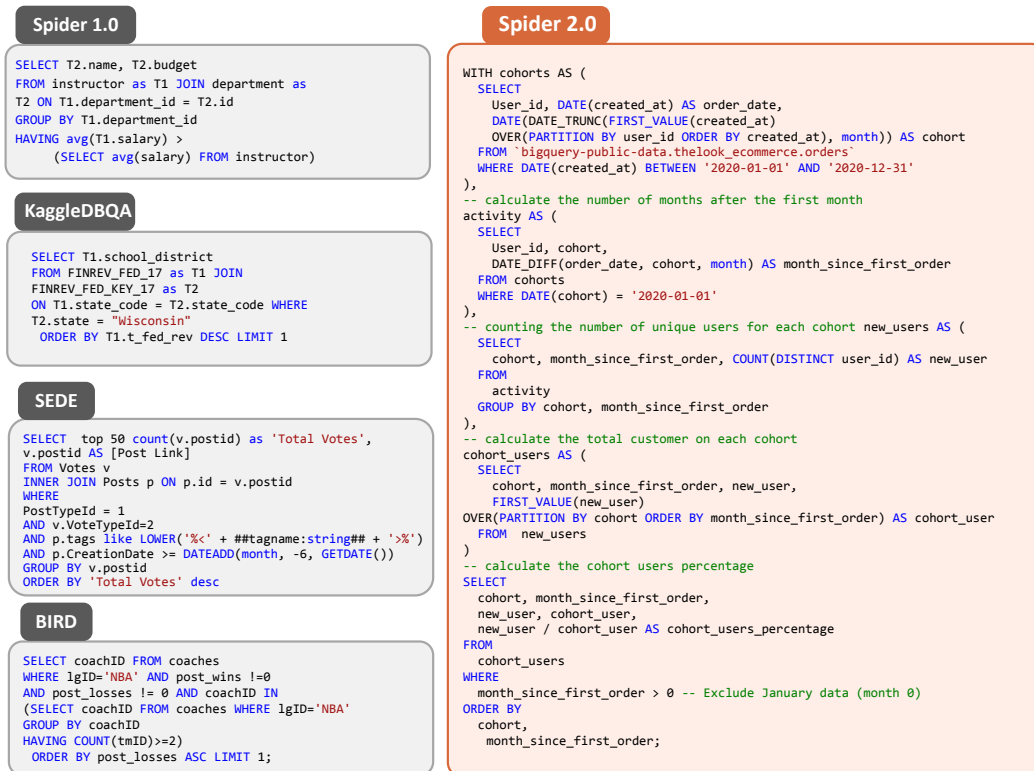 Spider 1.0
SELECT T2.name, T2.budget
FROM instructor as T1 JOIN department as
T2 ON T1.department_id = T2.id
GROUP BY T1.department_id
HAVING avg(T1.salary) >
(SELECT avg(salary) FROM instructor)
KaggleDBQA
SELECT T1.school_district
FROM FINREV_FED_17 as T1 JOIN
FINREV_FED_KEY_17 as T2
ON T1.state_code = T2.state_code WHERE
T2.state = "Wisconsin"
ORDER BY T1.t_fed_rev DESC LIMIT 1
SEDE
SELECT top 50 count(v.postid) as 'Total Votes',
v.postid AS [Post Link]
FROM Votes v
INNER JOIN Posts p ON p.id = v.postid
WHERE
PostTypeId = 1
AND v.VoteTypeId=2
AND p.tags like LOWER('%<' + ##tagname:string## + '>%')
AND p.CreationDate >= DATEADD(month, -6, GETDATE())
GROUP BY v.postid
ORDER BY 'Total Votes' desc
BIRD
SELECT coachID FROM coaches
WHERE lgID='NBA' AND post_wins !=0
AND post_losses != 0 AND coachID IN
(SELECT coachID FROM coaches WHERE lgID='NBA'
GROUP BY coachID
HAVING COUNT(tmID)>=2)
ORDER BY post_losses ASC LIMIT 1;
Spider 2.0
WITH cohorts AS (
SELECT
User_id, DATE(created_at) AS order_date,
DATE(DATE_TRUNC(FIRST_VALUE(created_at)
OVER(PARTITION BY user_id ORDER BY created_at), month)) AS cohort
FROM `bigquery-public-data.thelook_ecommerce.orders`
WHERE DATE(created_at) BETWEEN '2020-01-01' AND '2020-12-31'
),
-- calculate the number of months after the first month
activity AS (
SELECT
User_id, cohort,
DATE_DIFF(order_date, cohort, month) AS month_since_first_order
FROM cohorts
WHERE DATE(cohort) = '2020-01-01'
),
-- counting the number of unique users for each cohort new_users AS (
SELECT
cohort, month_since_first_order, COUNT(DISTINCT user_id) AS new_user
FROM
activity
GROUP BY cohort, month_since_first_order
),
-- calculate the total customer on each cohort
cohort_users AS (
SELECT
cohort, month_since_first_order, new_user,
FIRST_VALUE(new_user)
OVER(PARTITION BY cohort ORDER BY month_since_first_order) AS cohort_user
FROM new_users
)
-- calculate the cohort users percentage
SELECT
cohort, month_since_first_order,
new_user, cohort_user,
new_user / cohort_user AS cohort_users_percentage
FROM
cohort_users
WHERE
month_since_first_order > 0 -- Exclude January data (month 0)
ORDER BY
cohort,
month_since_first_order;